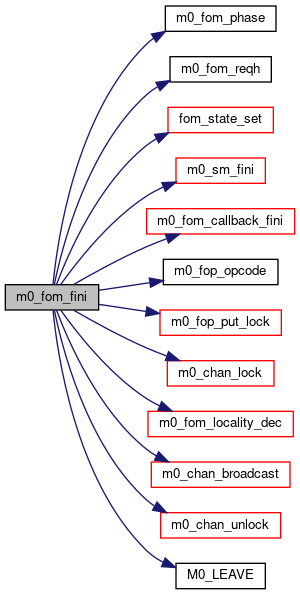 m0_fom_phase
m0_fom_reqh
fom_state_set
m0_sm_fini
m0_fom_callback_fini
m0_fop_opcode
m0_fom_fini
m0_fop_put_lock
m0_chan_lock
m0_fom_locality_dec
m0_chan_broadcast
m0_chan_unlock
M0_LEAVE